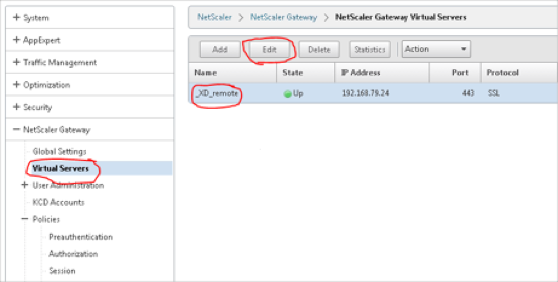 System
AppExpert
Traffic Management
Optimization
Security
NetScaler Gateway
Global Settings
Virtual Servers
User Administration
KCD Accounts
Policies
Preauthentication
Authorization
Session
NetScaler > NetScaler Gateway > NetScaler Gateway Virtual Servers
Add Edit Delete Statistics Action
Name State IP Address Port Protocol
_XD_remote Up 192.168.79.24 443 SSL